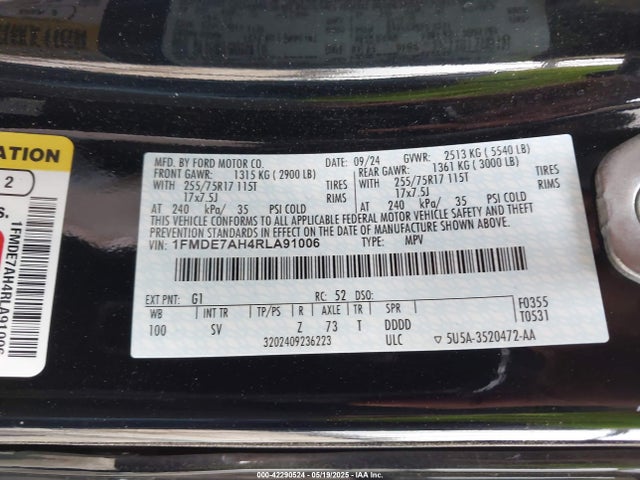 ATION
2
6.
1FMDE7AH4RLA91006
MFD. BY FORD MOTOR CO. 09/24 GVWR: 2513 KG ( 5540 LB)
FRONT GAWR: 1315 KG ( 2900 LB) REAR GAWR: 1361 KG ( 3000 LB)
WITH 255/75R17 115T TIRES WITH 255/75R17 115T TIRES
17x7.5J RIMS 17x7.5J RIMS
AT 240 kPa/ 35 PSI COLD AT 240 kPa/ 35 PSI COLD
THIS VEHICLE CONFORMS TO ALL APPLICABLE FEDERAL MOTOR VEHICLE SAFETY AND THEFT
PREVENTION STANDARDS IN EFFECT ON THE DATE OF MANUFACTURE SHOWN ABOVE.
VIN: 1FMDE7AH4RLA91006 TYPE: MPV
EXT PNT: G1 RC: 52 DSO:
WB INT TR TP/PS R AXLE TR SPR F0355
100 SV Z 73 T DDDD T0531
3202409236223 ULC ▽ 5U5A-3520472-AA
000-42290524 - 05/19/2025 - IAA Corp.